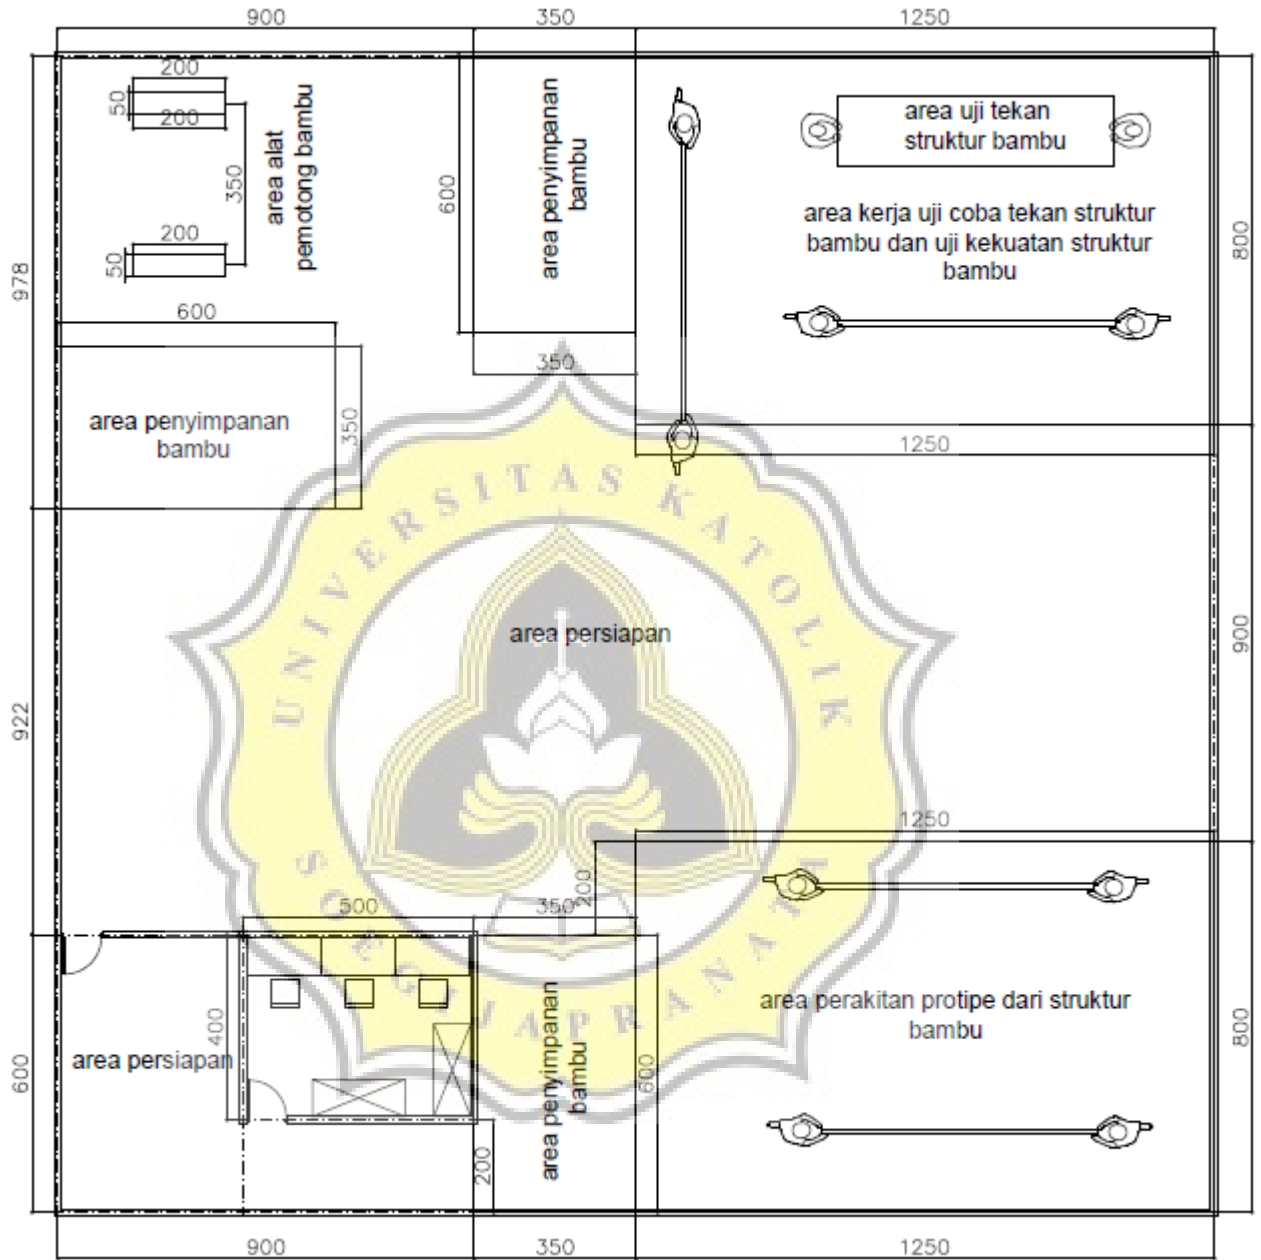 900
350
1250
200
50
200
350
area alat
pemotong bambu
200
50
600
area penyimpanan
bambu
350
area uji tekan
struktur bambu
area kerja uji coba tekan struktur
bambu dan uji kekuatan struktur
bambu
800
978
600
350
area penyimpanan
bambu
1250
UNIVERSITAS KATOLIK
SOEGIJAPRANATA
area persiapan
900
922
1250
200
500
350
400
area persiapan
600
200
area penyimpanan
bambu
600
area perakitan protipe dari struktur
bambu
800
900
350
1250